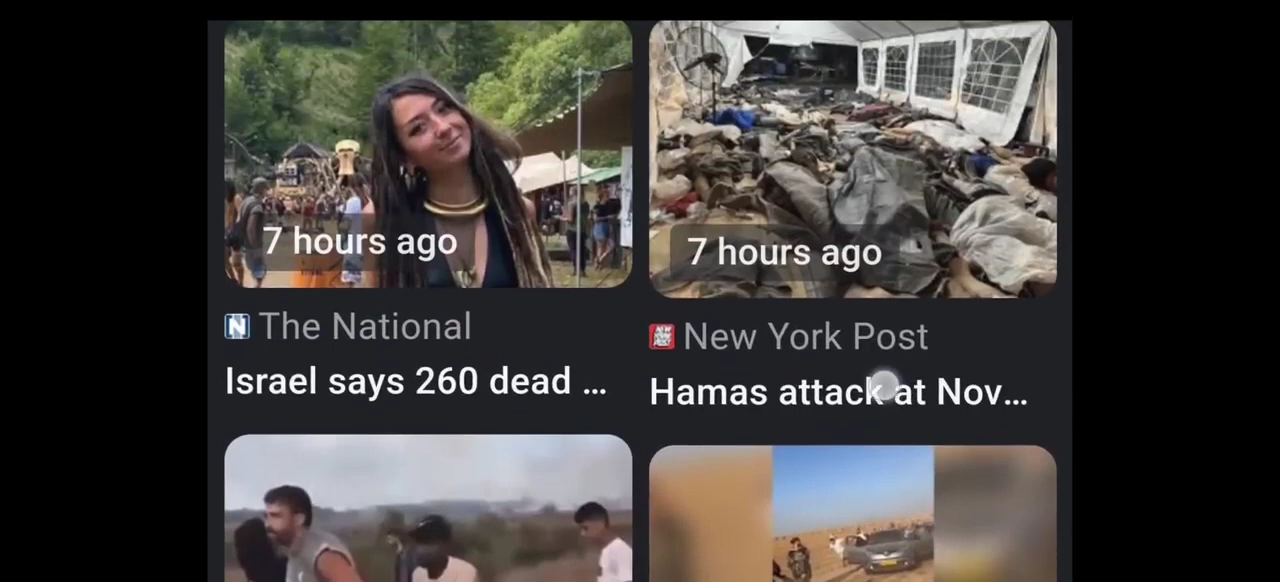 7 hours ago
The National
Israel says 260 dead ...
7 hours ago
New York Post
Hamas attack at Nov...